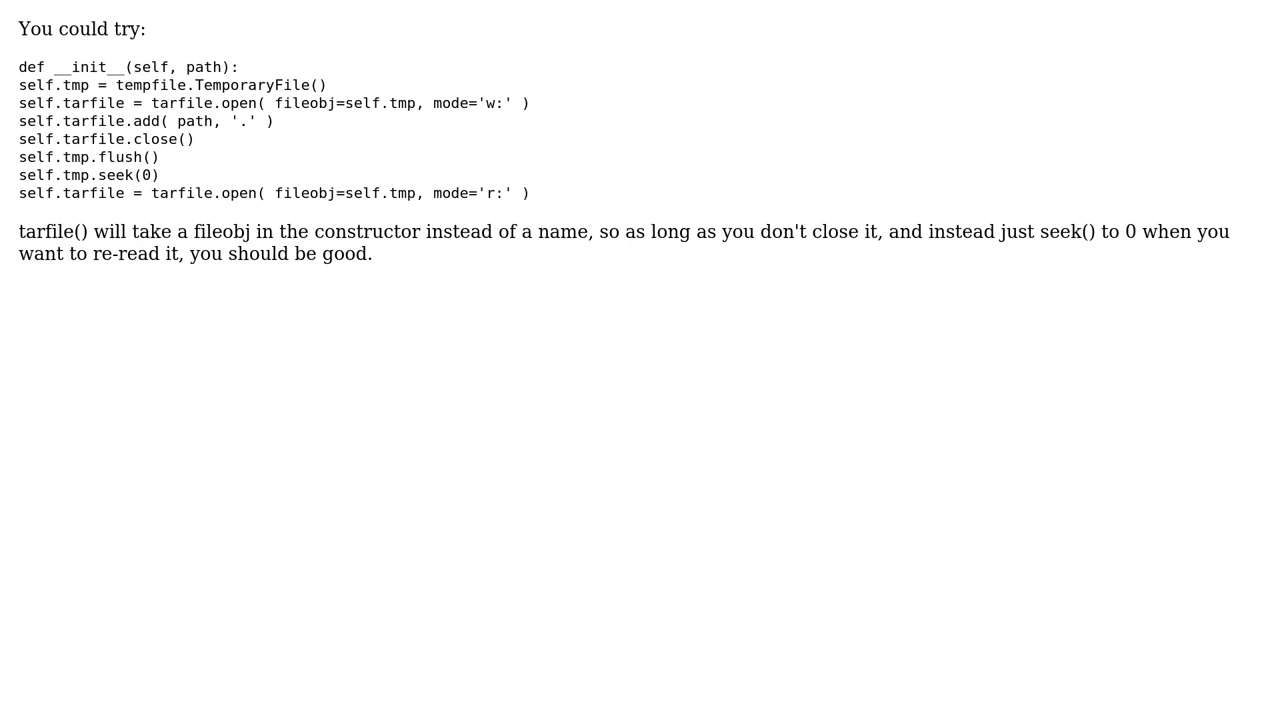 You could try:
def __init__(self, path):
self.tmp = tempfile.TemporaryFile()
self.tarfile = tarfile.open( fileobj=self.tmp, mode='w:' )
self.tarfile.add( path, '.' )
self.tarfile.close()
self.tmp.flush()
self.tmp.seek(0)
self.tarfile = tarfile.open( fileobj=self.tmp, mode='r:' )
tarfile() will take a fileobj in the constructor instead of a name, so as long as you don't close it, and instead just seek() to 0 when you
want to re-read it, you should be good.